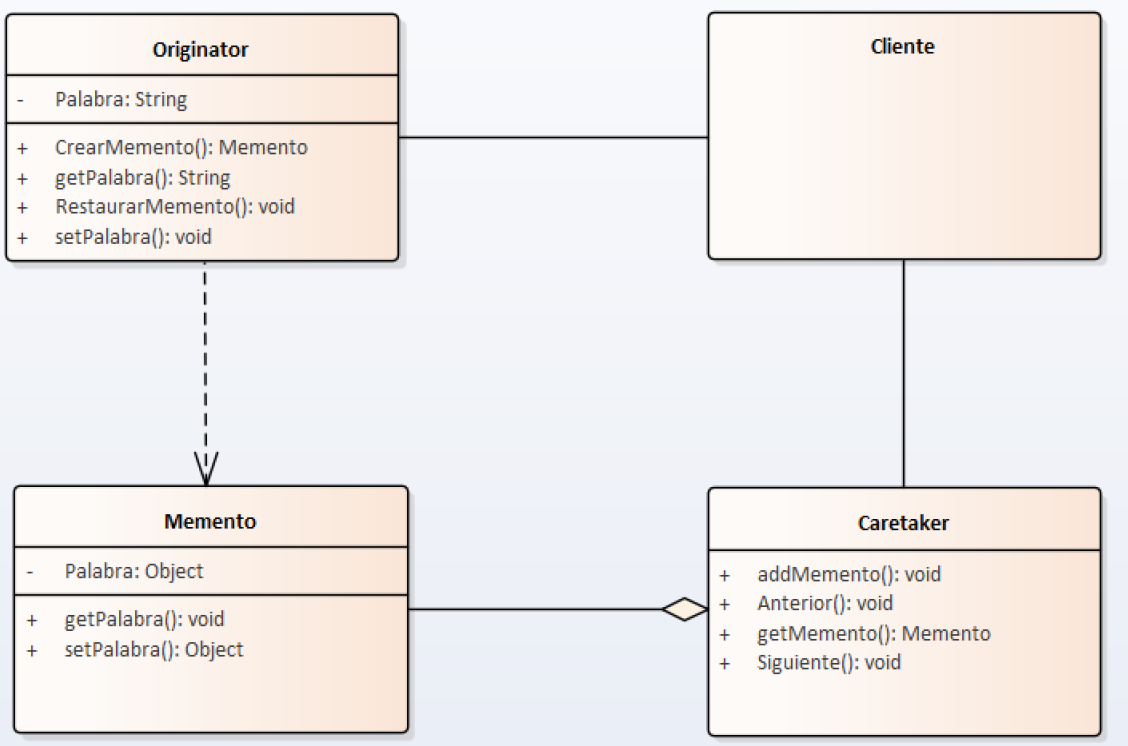 Originator
- Palabra: String
+ CrearMemento(): Memento
+ getPalabra(): String
+ RestaurarMemento(): void
+ setPalabra(): void
Cliente
Memento
- Palabra: Object
+ getPalabra(): void
+ setPalabra(): Object
Caretaker
+ addMemento(): void
+ Anterior(): void
+ getMemento(): Memento
+ Siguiente(): void